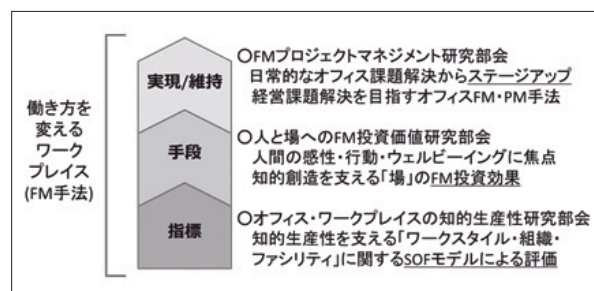 働き方を
変える
ワーク
プレイス
(FM手法)
実現/維持
〇FMプロジェクトマネジメント研究部会
日常的なオフィス課題解決からステージアップ
経営課題解決を目指すオフィスFM・PM手法
手段
〇人と場へのFM投資価値研究部会
人間の感性・行動・ウェルビーイングに焦点
知的創造を支える「場」のFM投資効果
指標
〇オフィス・ワークプレイスの知的生産性研究部会
知的生産性を支える「ワークスタイル・組織・
ファシリティ」に関するSOFモデルによる評価